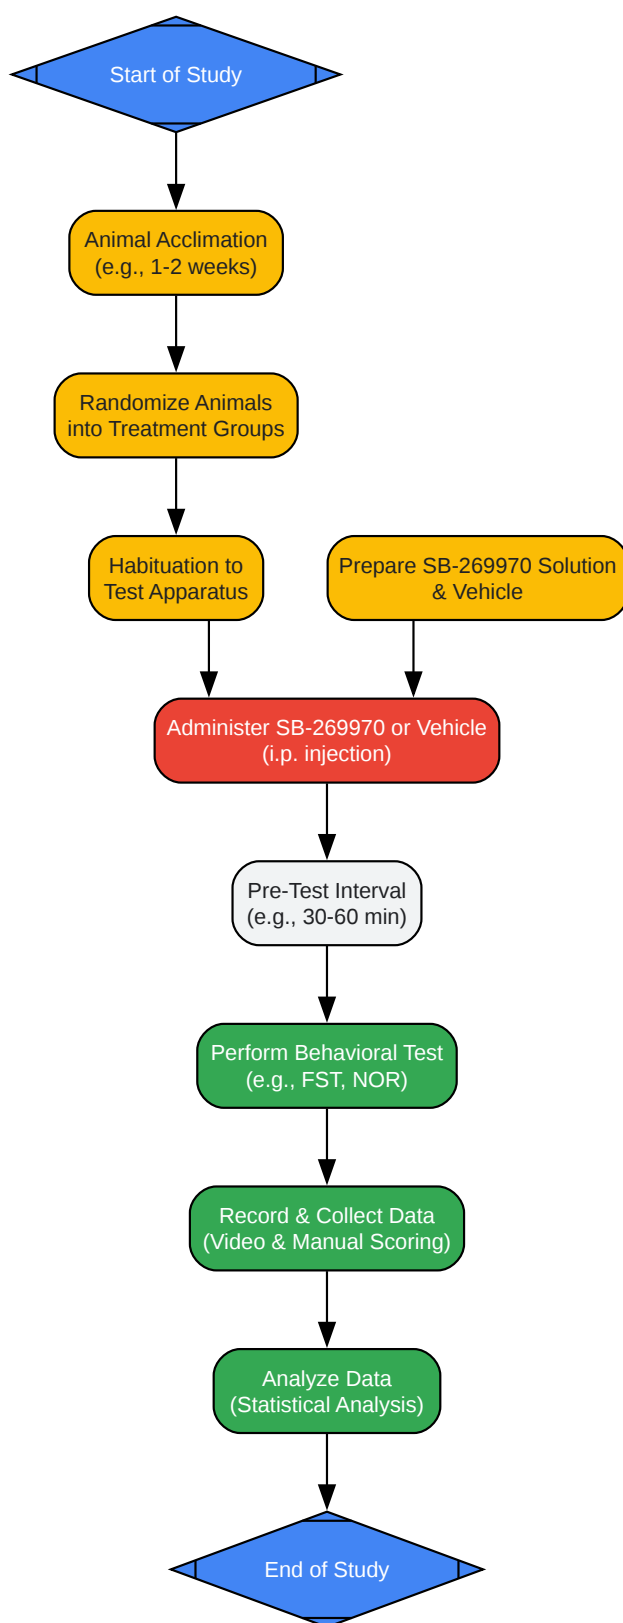 Start of Study
Animal Acclimation
(e.g., 1-2 weeks)
Randomize Animals
into Treatment Groups
Habituation to
Test Apparatus
Prepare SB-269970 Solution
& Vehicle
Administer SB-269970 or Vehicle
(i.p. injection)
Pre-Test Interval
(e.g., 30-60 min)
Perform Behavioral Test
(e.g., FST, NOR)
Record & Collect Data
(Video & Manual Scoring)
Analyze Data
(Statistical Analysis)
End of Study